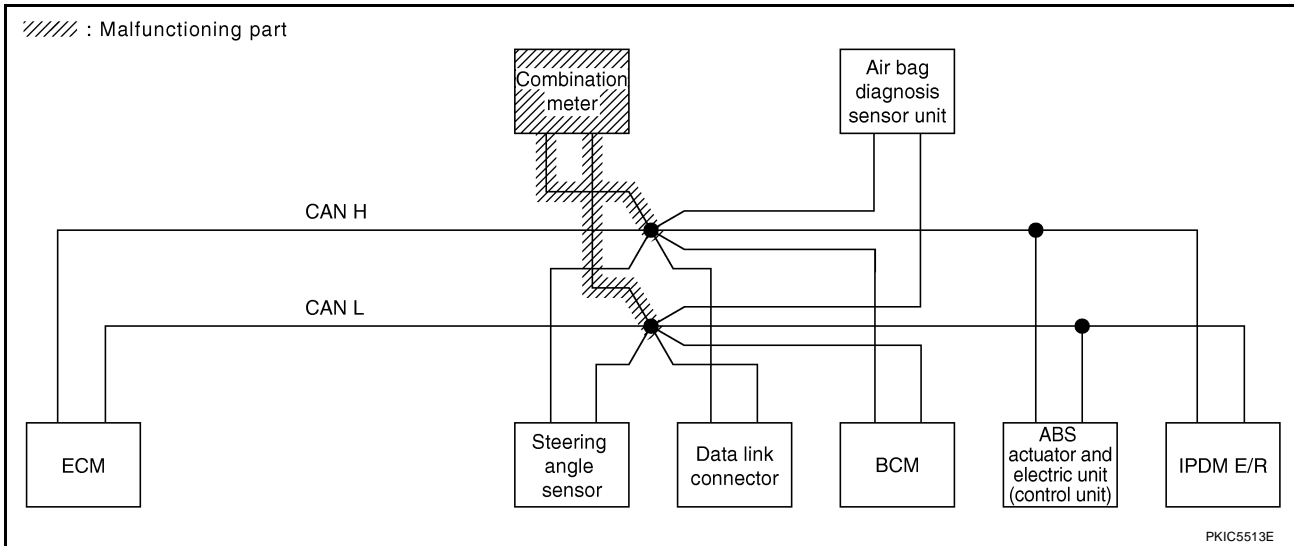 : Malfunctioning part
Combination
meter
Air bag
diagnosis
sensor unit
CAN H
CAN L
ECM
Steering
angle
sensor
Data link
connector
BCM
ABS
actuator and
electric unit
(control unit)
IPDM E/R
PKIC5513E